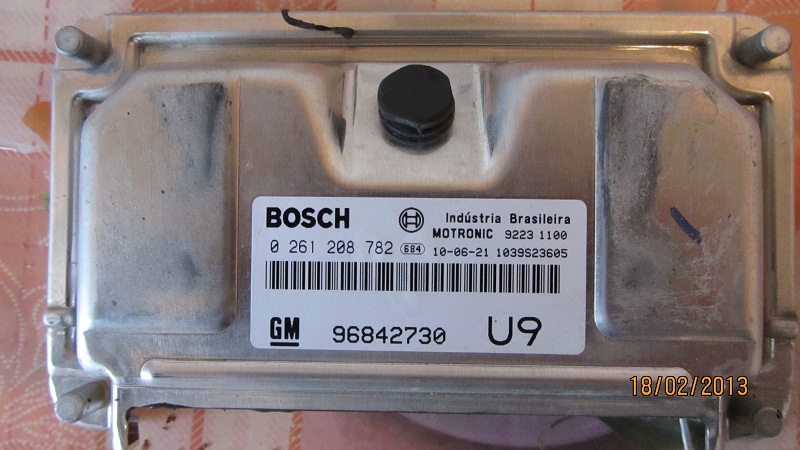 BOSCH
Indústria Brasileira
MOTRONIC 9223 1100
0 261 208 782 684 10-06-21 1039S23605
GM 96842730 U9
18/02/2013